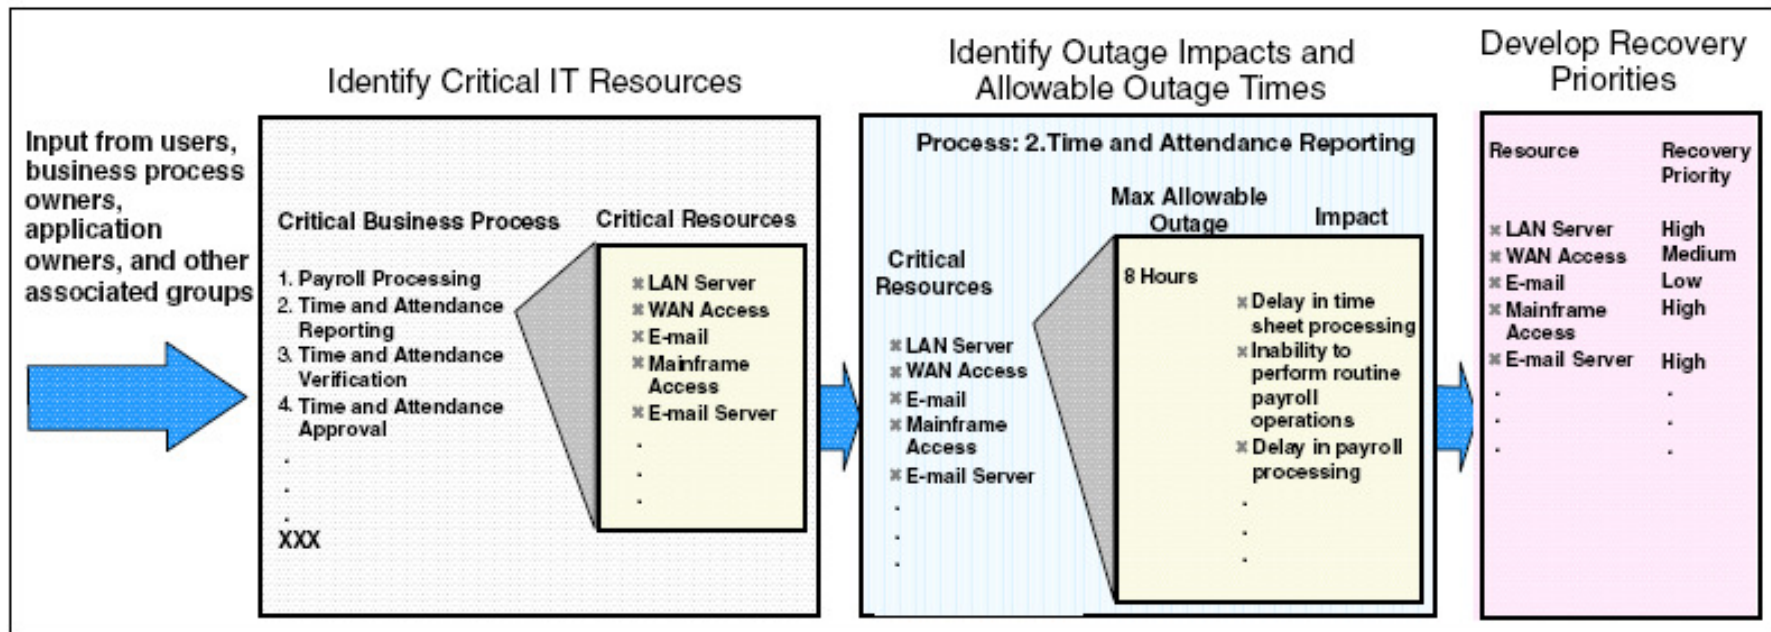 Identify Critical IT Resources
Input from users,
business process
owners,
application
owners, and other
associated groups
Critical Business Process
1. Payroll Processing
2. Time and Attendance
Reporting
3. Time and Attendance
Verification
4. Time and Attendance
Approval
.
.
.
XXX
Critical Resources
LAN Server
WAN Access
E-mail
Mainframe
Access
E-mail Server
.
.
.
Identify Outage Impacts and
Allowable Outage Times
Process: 2.Time and Attendance Reporting
Critical
Resources
LAN Server
WAN Access
E-mail
Mainframe
Access
E-mail Server
.
.
.
Max Allowable
Outage
Impact
8 Hours
Delay in time
sheet processing
Inability to
perform routine
payroll
operations
Delay in payroll
processing
.
.
.
Develop Recovery
Priorities
Resource Recovery
Priority
LAN Server High
WAN Access Medium
E-mail Low
Mainframe High
Access
E-mail Server High
. .
. .
. .